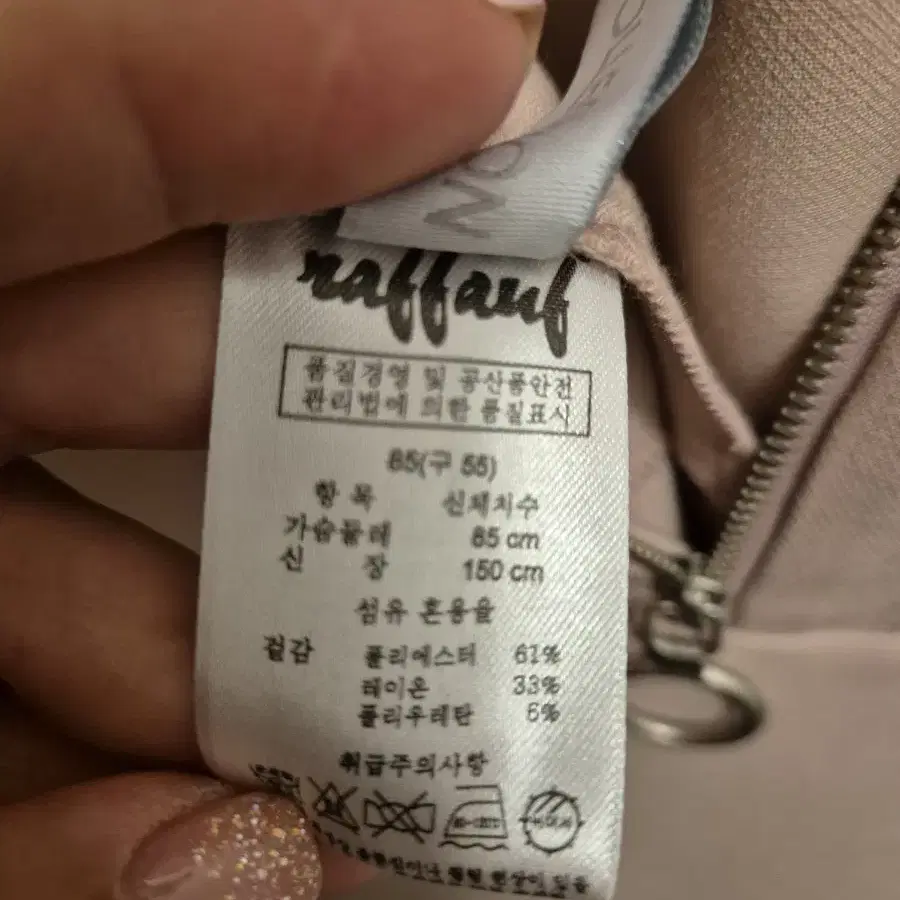 raffauf
품질경영 및 공산품안전
관리법에 의한 품질표시
85(구 55)
항 목 신체치수
가슴둘레 85 cm
신 장 150 cm
섬유 혼용율
겉감 폴리에스터 61%
레이온 33%
폴리우레탄 6%
취급주의사항